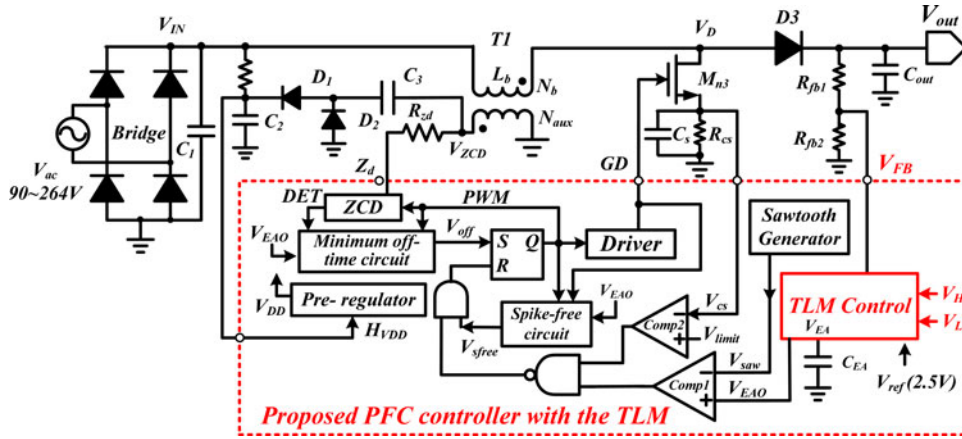 V_IN
T1
V_D
D3
V_out
L_b
N_b
M_n3
D_1
C_3
R_fb1
C_out
C_2
D_2
R_zd
N_aux
C_s
R_cs
Bridge
C_1
V_ZCD
R_fb2
V_ac
90~264V
Z_d
GD
V_FB
DET
ZCD
PWM
Sawtooth
Generator
V_EAO
Minimum off-
time circuit
V_off
S
Q
R
Driver
V_DD
Pre- regulator
H_VDD
V_EAO
Spike-free
circuit
V_sfree
V_cs
Comp2
V_limit
TLM Control
V_EA
V_saw
Comp1
V_EAO
C_EA
V_ref (2.5V)
Proposed PFC controller with the TLM